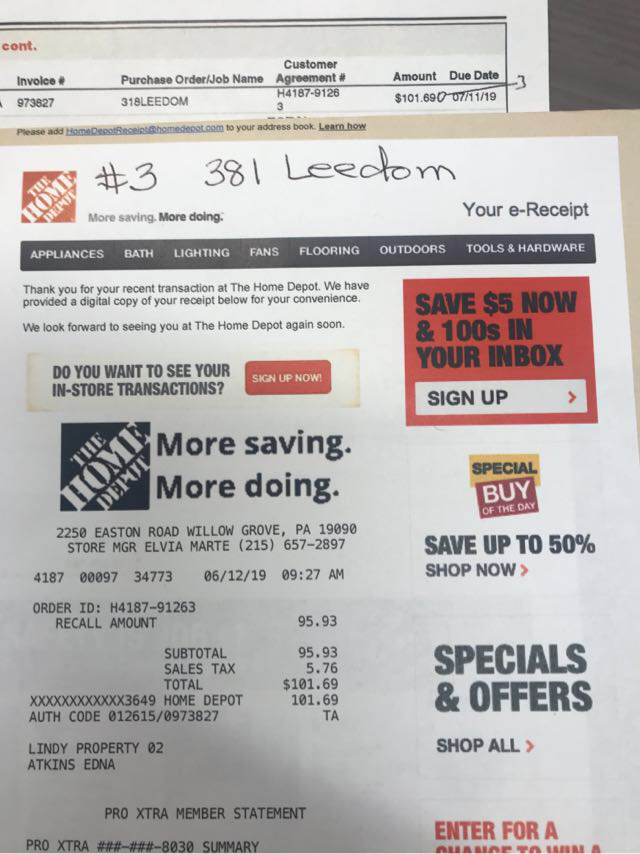 cont.
Customer
Invoice # Purchase Order/Job Name Agreement # Amount Due Date
973827 318LEEDOM H4187-9126 $101.69 07/11/19
3
3
Please add HomeDepotReceipt@homedepot.com to your address book. Learn how
#3 381 Leedom
THE HOME DEPOT
More saving. More doing.
Your e-Receipt
APPLIANCES BATH LIGHTING FANS FLOORING OUTDOORS TOOLS & HARDWARE
Thank you for your recent transaction at The Home Depot. We have
provided a digital copy of your receipt below for your convenience.
We look forward to seeing you at The Home Depot again soon.
DO YOU WANT TO SEE YOUR
IN-STORE TRANSACTIONS?
SIGN UP NOW!
SAVE $5 NOW
& 100s IN
YOUR INBOX
SIGN UP >
THE HOME DEPOT
More saving.
More doing.
SPECIAL
BUY
OF THE DAY
SAVE UP TO 50%
SHOP NOW >
2250 EASTON ROAD WILLOW GROVE, PA 19090
STORE MGR ELVIA MARTE (215) 657-2897
4187 00097 34773 06/12/19 09:27 AM
ORDER ID: H4187-91263
RECALL AMOUNT 95.93
SUBTOTAL 95.93
SALES TAX 5.76
TOTAL $101.69
XXXXXXXXXXXX3649 HOME DEPOT 101.69
AUTH CODE 012615/0973827 TA
LINDY PROPERTY 02
ATKINS EDNA
SPECIALS
& OFFERS
SHOP ALL >
PRO XTRA MEMBER STATEMENT
PRO XTRA ###-###-8030 SUMMARY
ENTER FOR A
CHANCE TO WIN A